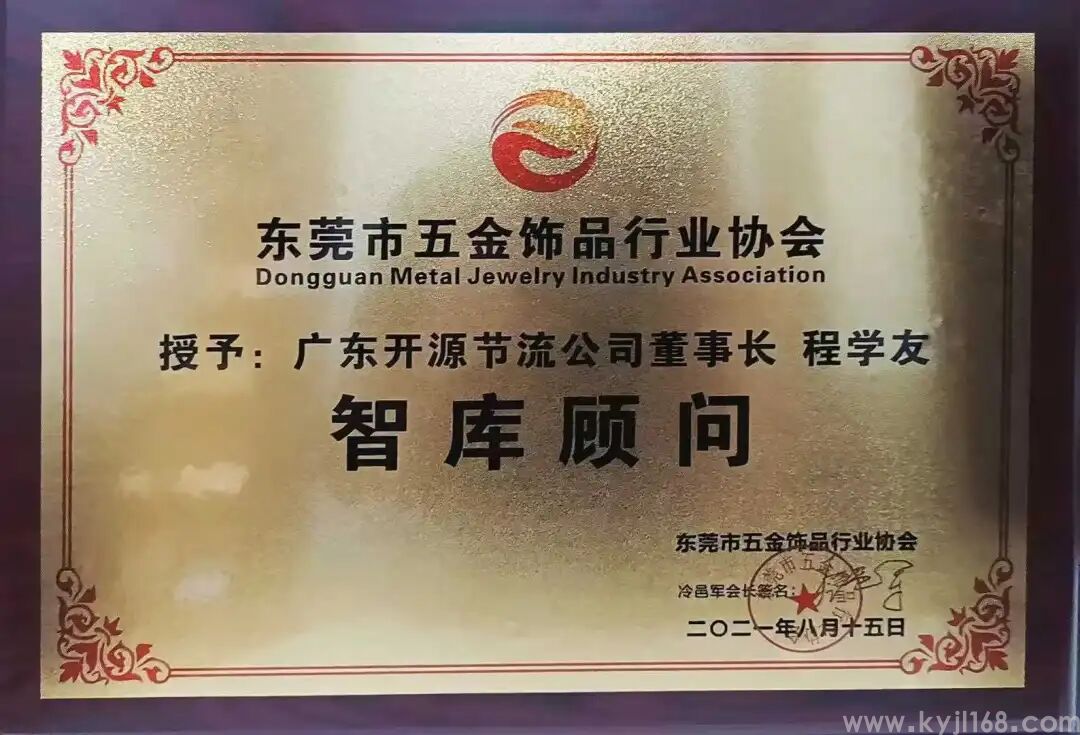 东莞市五金饰品行业协会
Dongguan Metal Jewelry Industry Association
授予：广东开源节流公司董事长 程学友
智库顾问
东莞市五金饰品行业协会
冷邑军会长签名：
二〇二一年八月十五日
www.kyjl168.com